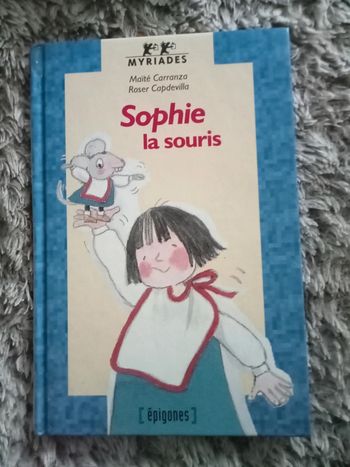 MYRIADES
Maïté Carranza
Roser Capdevilla
Sophie
la souris
[épigones]